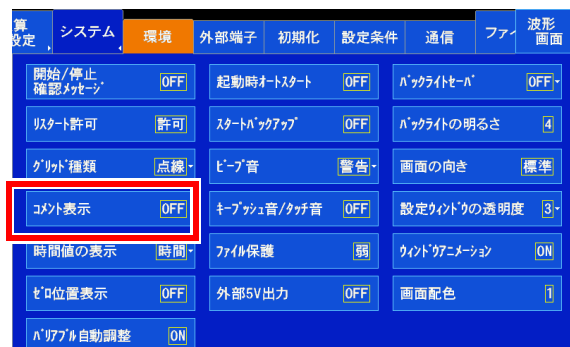 算
設定
システム
環境
外部端子
初期化
設定条件
通信
ファイ
波形
画面
開始/停止
確認ﾒｯｾｰｼﾞ
OFF
起動時ｵｰﾄｽﾀｰﾄ
OFF
ﾊﾞｯｸﾗｲﾄｾｰﾊﾞ
OFF
ﾘｽﾀｰﾄ許可
許可
ｽﾀｰﾄﾊﾞｯｸｱｯﾌﾟ
OFF
ﾊﾞｯｸﾗｲﾄの明るさ
4
ｸﾞﾘｯﾄﾞ種類
点線
ﾋﾞｰﾌﾟ音
警告
画面の向き
標準
ｺﾒﾝﾄ表示
OFF
ｷｰﾌﾟｯｼｭ音/ﾀｯﾁ音
OFF
設定ｳｨﾝﾄﾞｳの透明度
3
時間値の表示
時間
ﾌｧｲﾙ保護
弱
ｳｨﾝﾄﾞｳｱﾆﾒｰｼｮﾝ
ON
ｾﾞﾛ位置表示
OFF
外部5V出力
OFF
画面配色
1
ﾊﾞﾘｱﾌﾞﾙ自動調整
ON